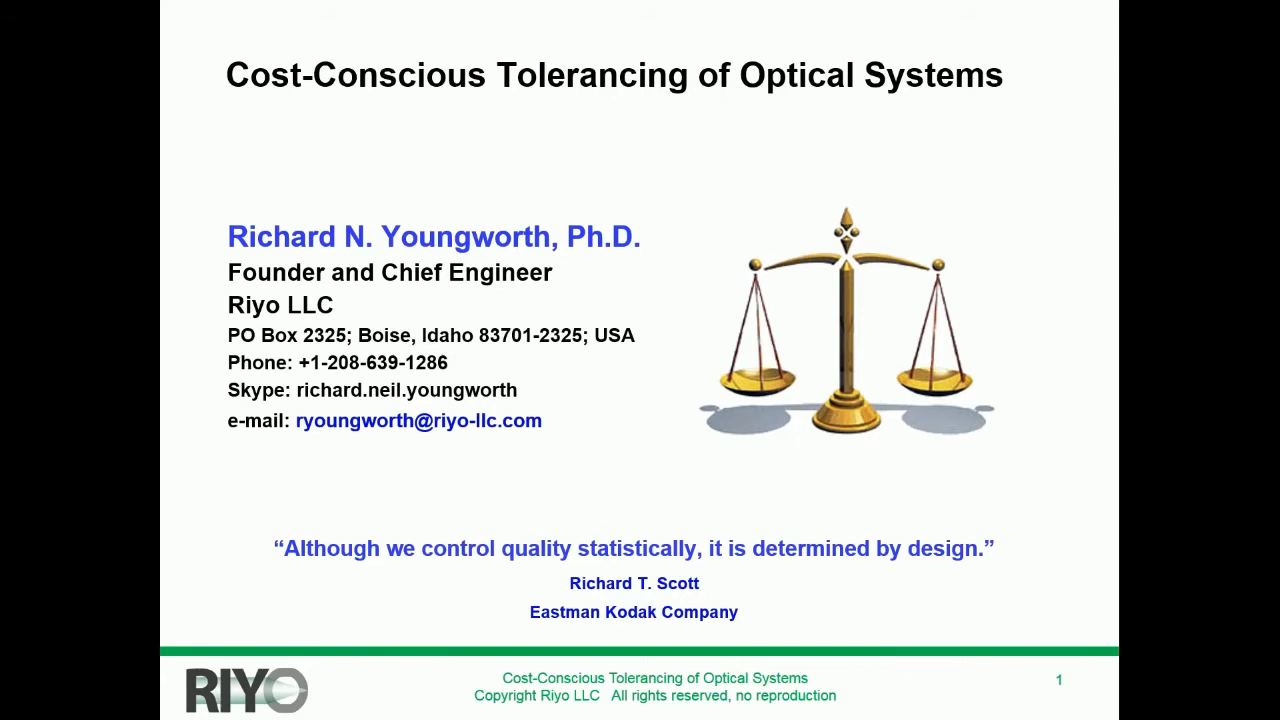 Cost-Conscious Tolerancing of Optical Systems
Richard N. Youngworth, Ph.D.
Founder and Chief Engineer
Riyo LLC
PO Box 2325; Boise, Idaho 83701-2325; USA
Phone: +1-208-639-1286
Skype: richard.neil.youngworth
e-mail: ryoungworth@riyo-llc.com
“Although we control quality statistically, it is determined by design.”
Richard T. Scott
Eastman Kodak Company
RIYO
Cost-Conscious Tolerancing of Optical Systems
Copyright Riyo LLC All rights reserved, no reproduction
1